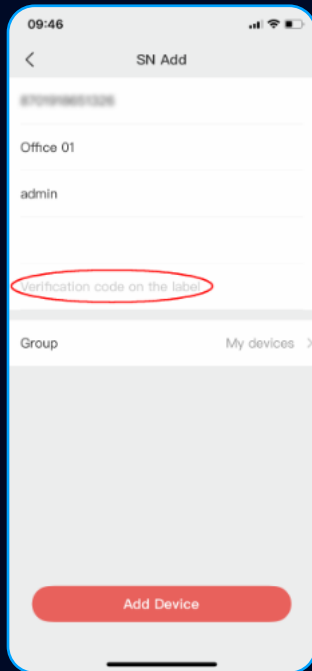 09:46
SN Add
Office 01
admin
Verification code on the label
Group
My devices
Add Device